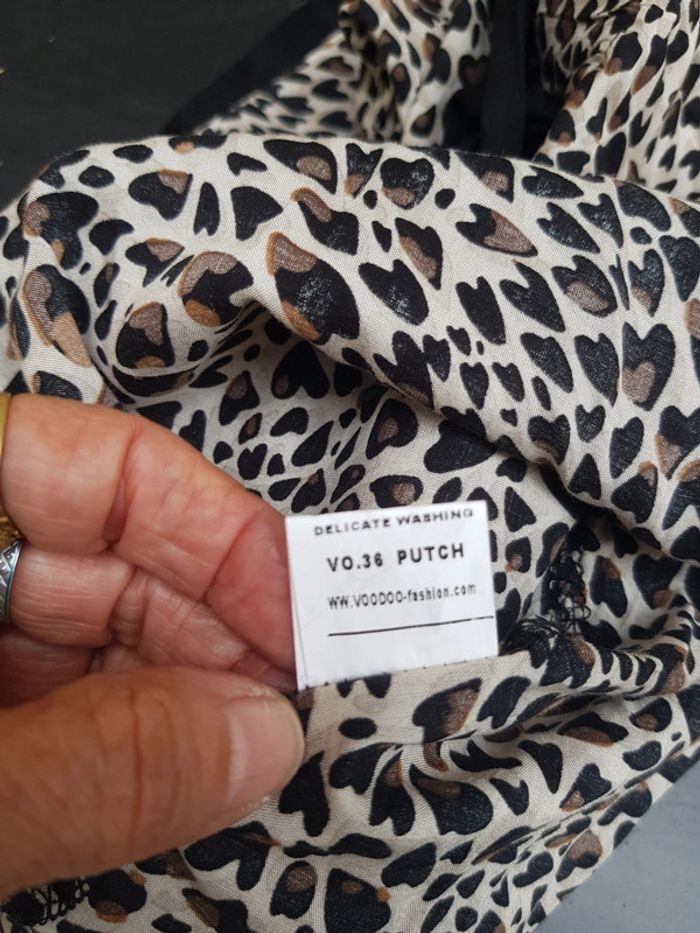 DELICATE WASHING
VO.36 PUTCH
WW.VOODOO-fashion.com